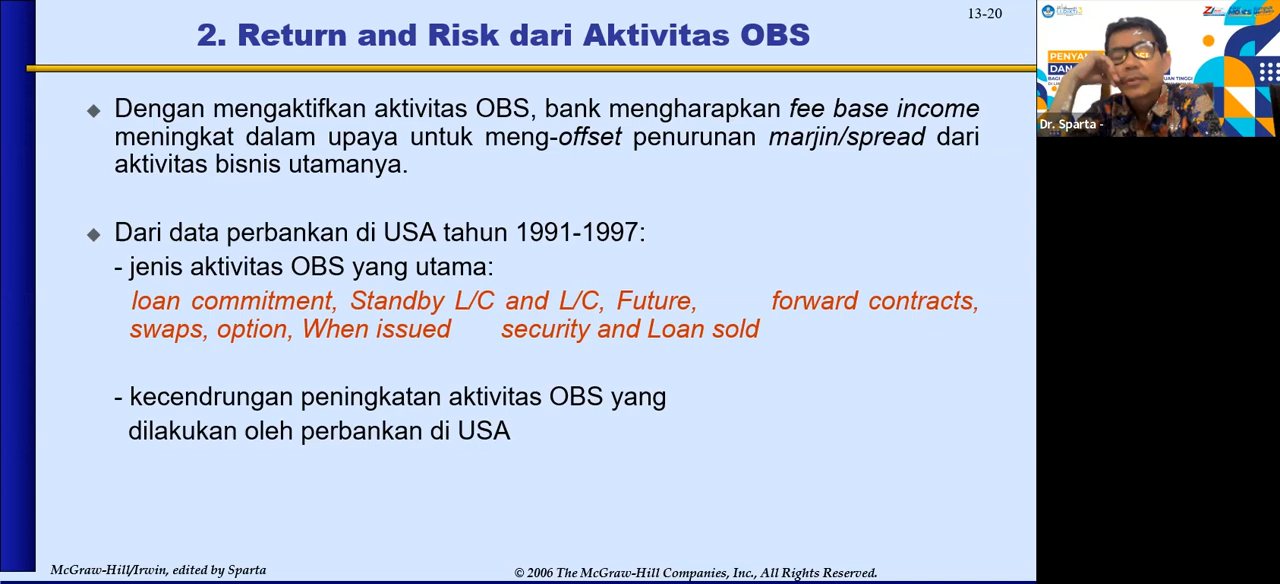 13-20
2. Return and Risk dari Aktivitas OBS
Dengan mengaktifkan aktivitas OBS, bank mengharapkan fee base income
meningkat dalam upaya untuk meng-offset penurunan marjin/spread dari
aktivitas bisnis utamanya.
Dari data perbankan di USA tahun 1991-1997:
- jenis aktivitas OBS yang utama:
loan commitment, Standby L/C and L/C, Future, forward contracts,
swaps, option, When issued security and Loan sold
- kecendrungan peningkatan aktivitas OBS yang
dilakukan oleh perbankan di USA
McGraw-Hill/Irwin, edited by Sparta
© 2006 The McGraw-Hill Companies, Inc., All Rights Reserved.
PENYA
DAN
Dr. Sparta -